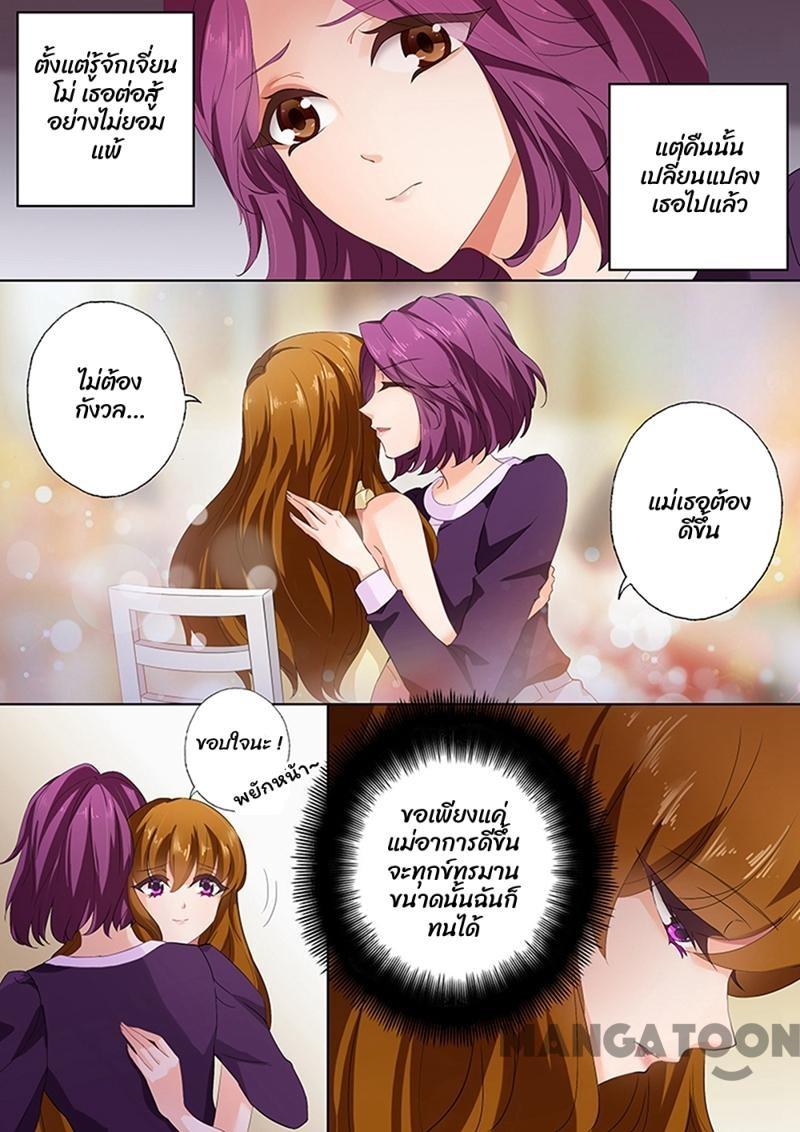 ตั้งแต่รู้จักเจี่ยน
โม่ เธอต่อสู้
อย่างไม่ยอม
แพ้
แต่คืนนั้น
เปลี่ยนแปลง
เธอไปแล้ว
ไม่ต้อง
กังวล...
แม่เธอต้อง
ดีขึ้น
ขอบใจนะ !
พยักหน้า~
ขอเพียงแค่
แม่อาการดีขึ้น
จะทุกข์ทรมาน
ขนาดนั้นฉันก็
ทนได้
MANGATOON